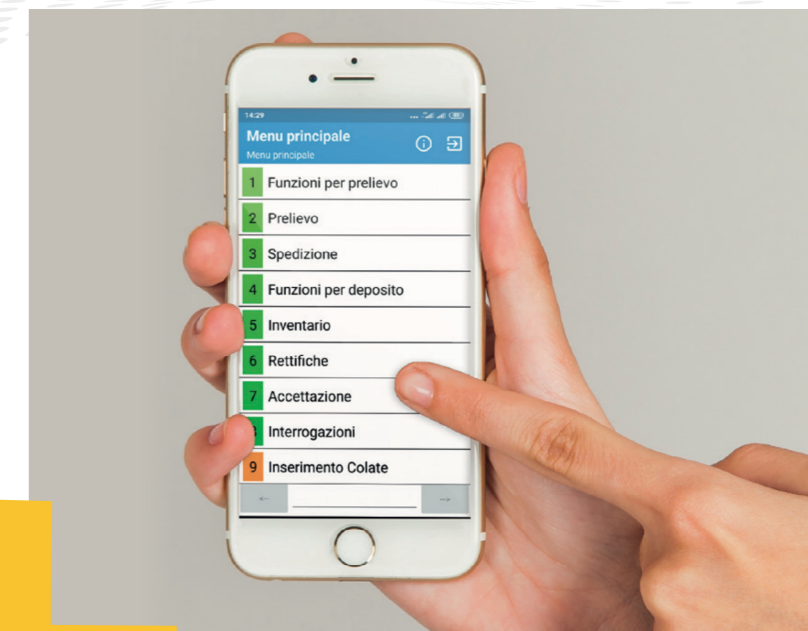 14:29
Menu principale
Menu principale
1 Funzioni per prelievo
2 Prelievo
3 Spedizione
4 Funzioni per deposito
5 Inventario
6 Rettifiche
7 Accettazione
Interrogazioni
9 Inserimento Colate